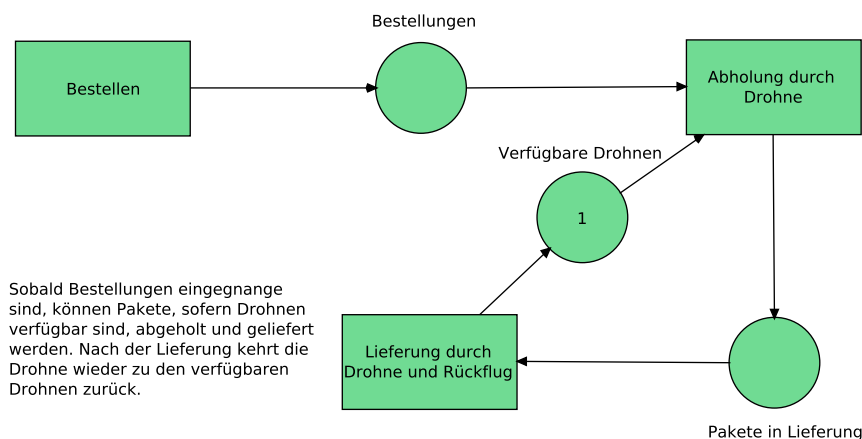 Bestellungen
Bestellen
Abholung durch
Drohne
Verfügbare Drohnen
1
Sobald Bestellungen eingegnange
sind, können Pakete, sofern Drohnen
verfügbar sind, abgeholt und geliefert
werden. Nach der Lieferung kehrt die
Drohne wieder zu den verfügbaren
Drohnen zurück.
Lieferung durch
Drohne und Rückflug
Pakete in Lieferung